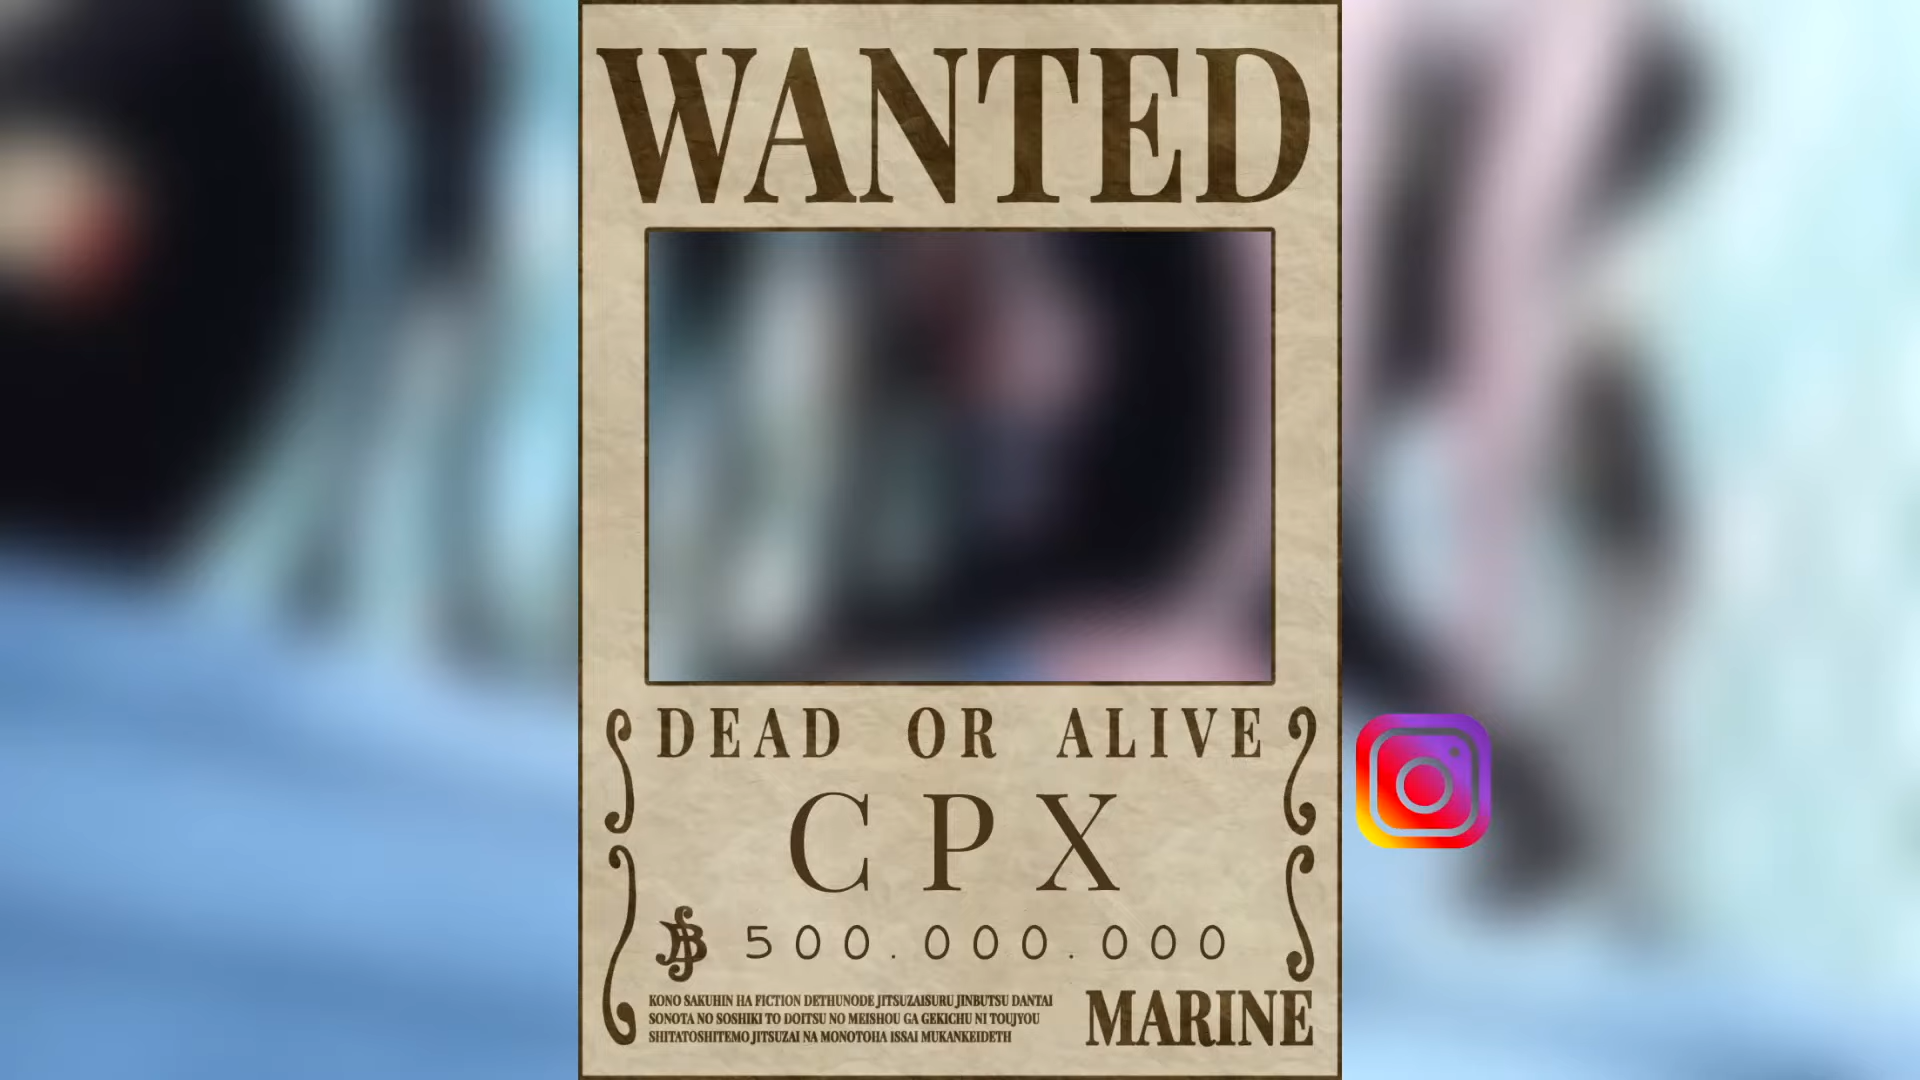 WANTED
DEAD OR ALIVE
CPX
500.000.000
KONO SAKUHIN HA FICTION DETHUNODE JITSUZAISURU JINBUTSU DANTAI
SONOTA NO SOSHIKI TO DOITSU NO MEISHOU GA GEKICHU NI TOUJYOU
SHITATOSHITEMO JITSUZAI NA MONOTOHA ISSAI MUKANKEIDETH
MARINE